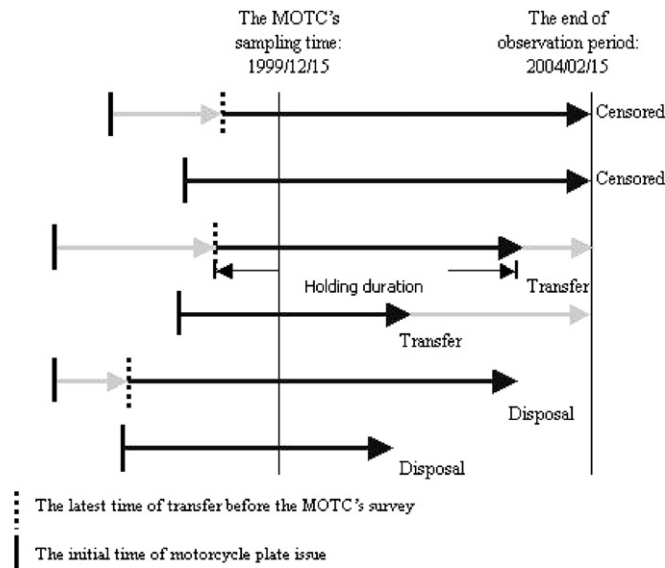 The MOTC's
sampling time:
1999/12/15
The end of
observation period:
2004/02/15
Censored
Censored
Holding duration
Transfer
Transfer
Disposal
Disposal
The latest time of transfer before the MOTC's survey
The initial time of motorcycle plate issue